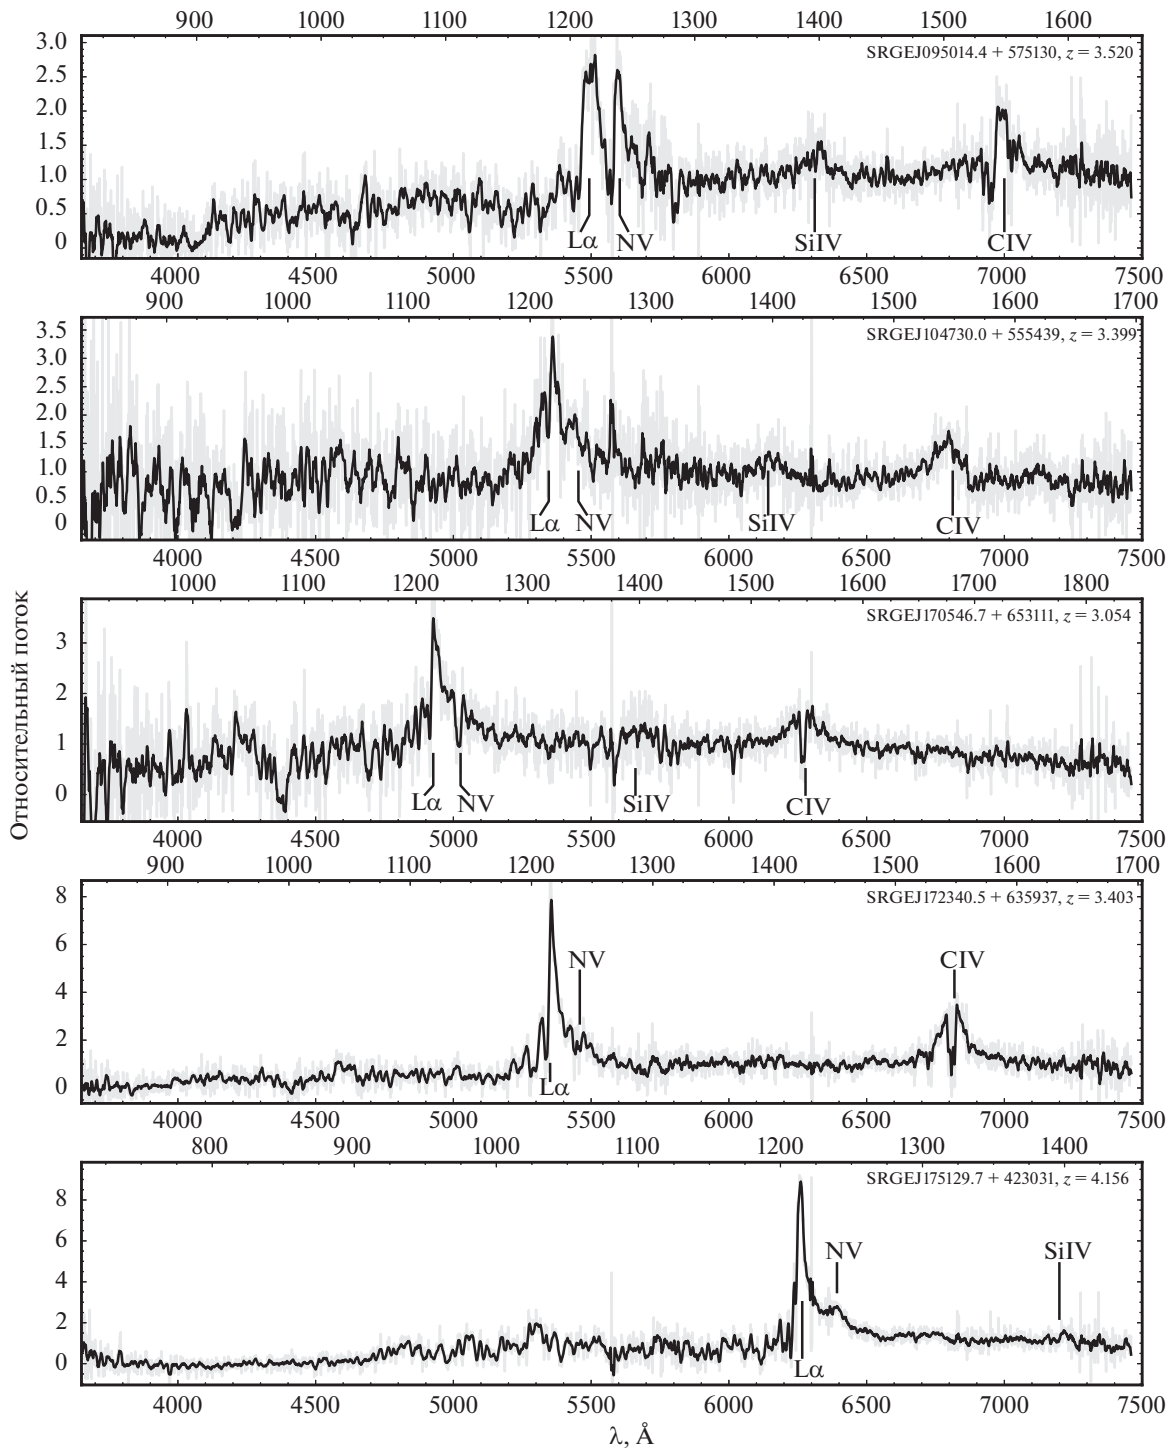 900 1000 1100 1200 1300 1400 1500 1600
SRGEJ095014.4 + 575130, z = 3.520
3.0
2.5
2.0
1.5
1.0
0.5
0
Lα NV SiIV CIV
4000 4500 5000 5500 6000 6500 7000 7500
900 1000 1100 1200 1300 1400 1500 1600 1700
SRGEJ104730.0 + 555439, z = 3.399
3.5
3.0
2.5
2.0
1.5
1.0
0.5
0
Lα NV SiIV CIV
4000 4500 5000 5500 6000 6500 7000 7500
1000 1100 1200 1300 1400 1500 1600 1700 1800
SRGEJ170546.7 + 653111, z = 3.054
Относительный поток
3
2
1
0
Lα NV SiIV CIV
4000 4500 5000 5500 6000 6500 7000 7500
900 1000 1100 1200 1300 1400 1500 1600 1700
SRGEJ172340.5 + 635937, z = 3.403
8
6
4
2
0
NV CIV
Lα
4000 4500 5000 5500 6000 6500 7000 7500
800 900 1000 1100 1200 1300 1400
SRGEJ175129.7 + 423031, z = 4.156
8
6
4
2
0
NV SiIV
Lα
4000 4500 5000 5500 6000 6500 7000 7500
λ, Å